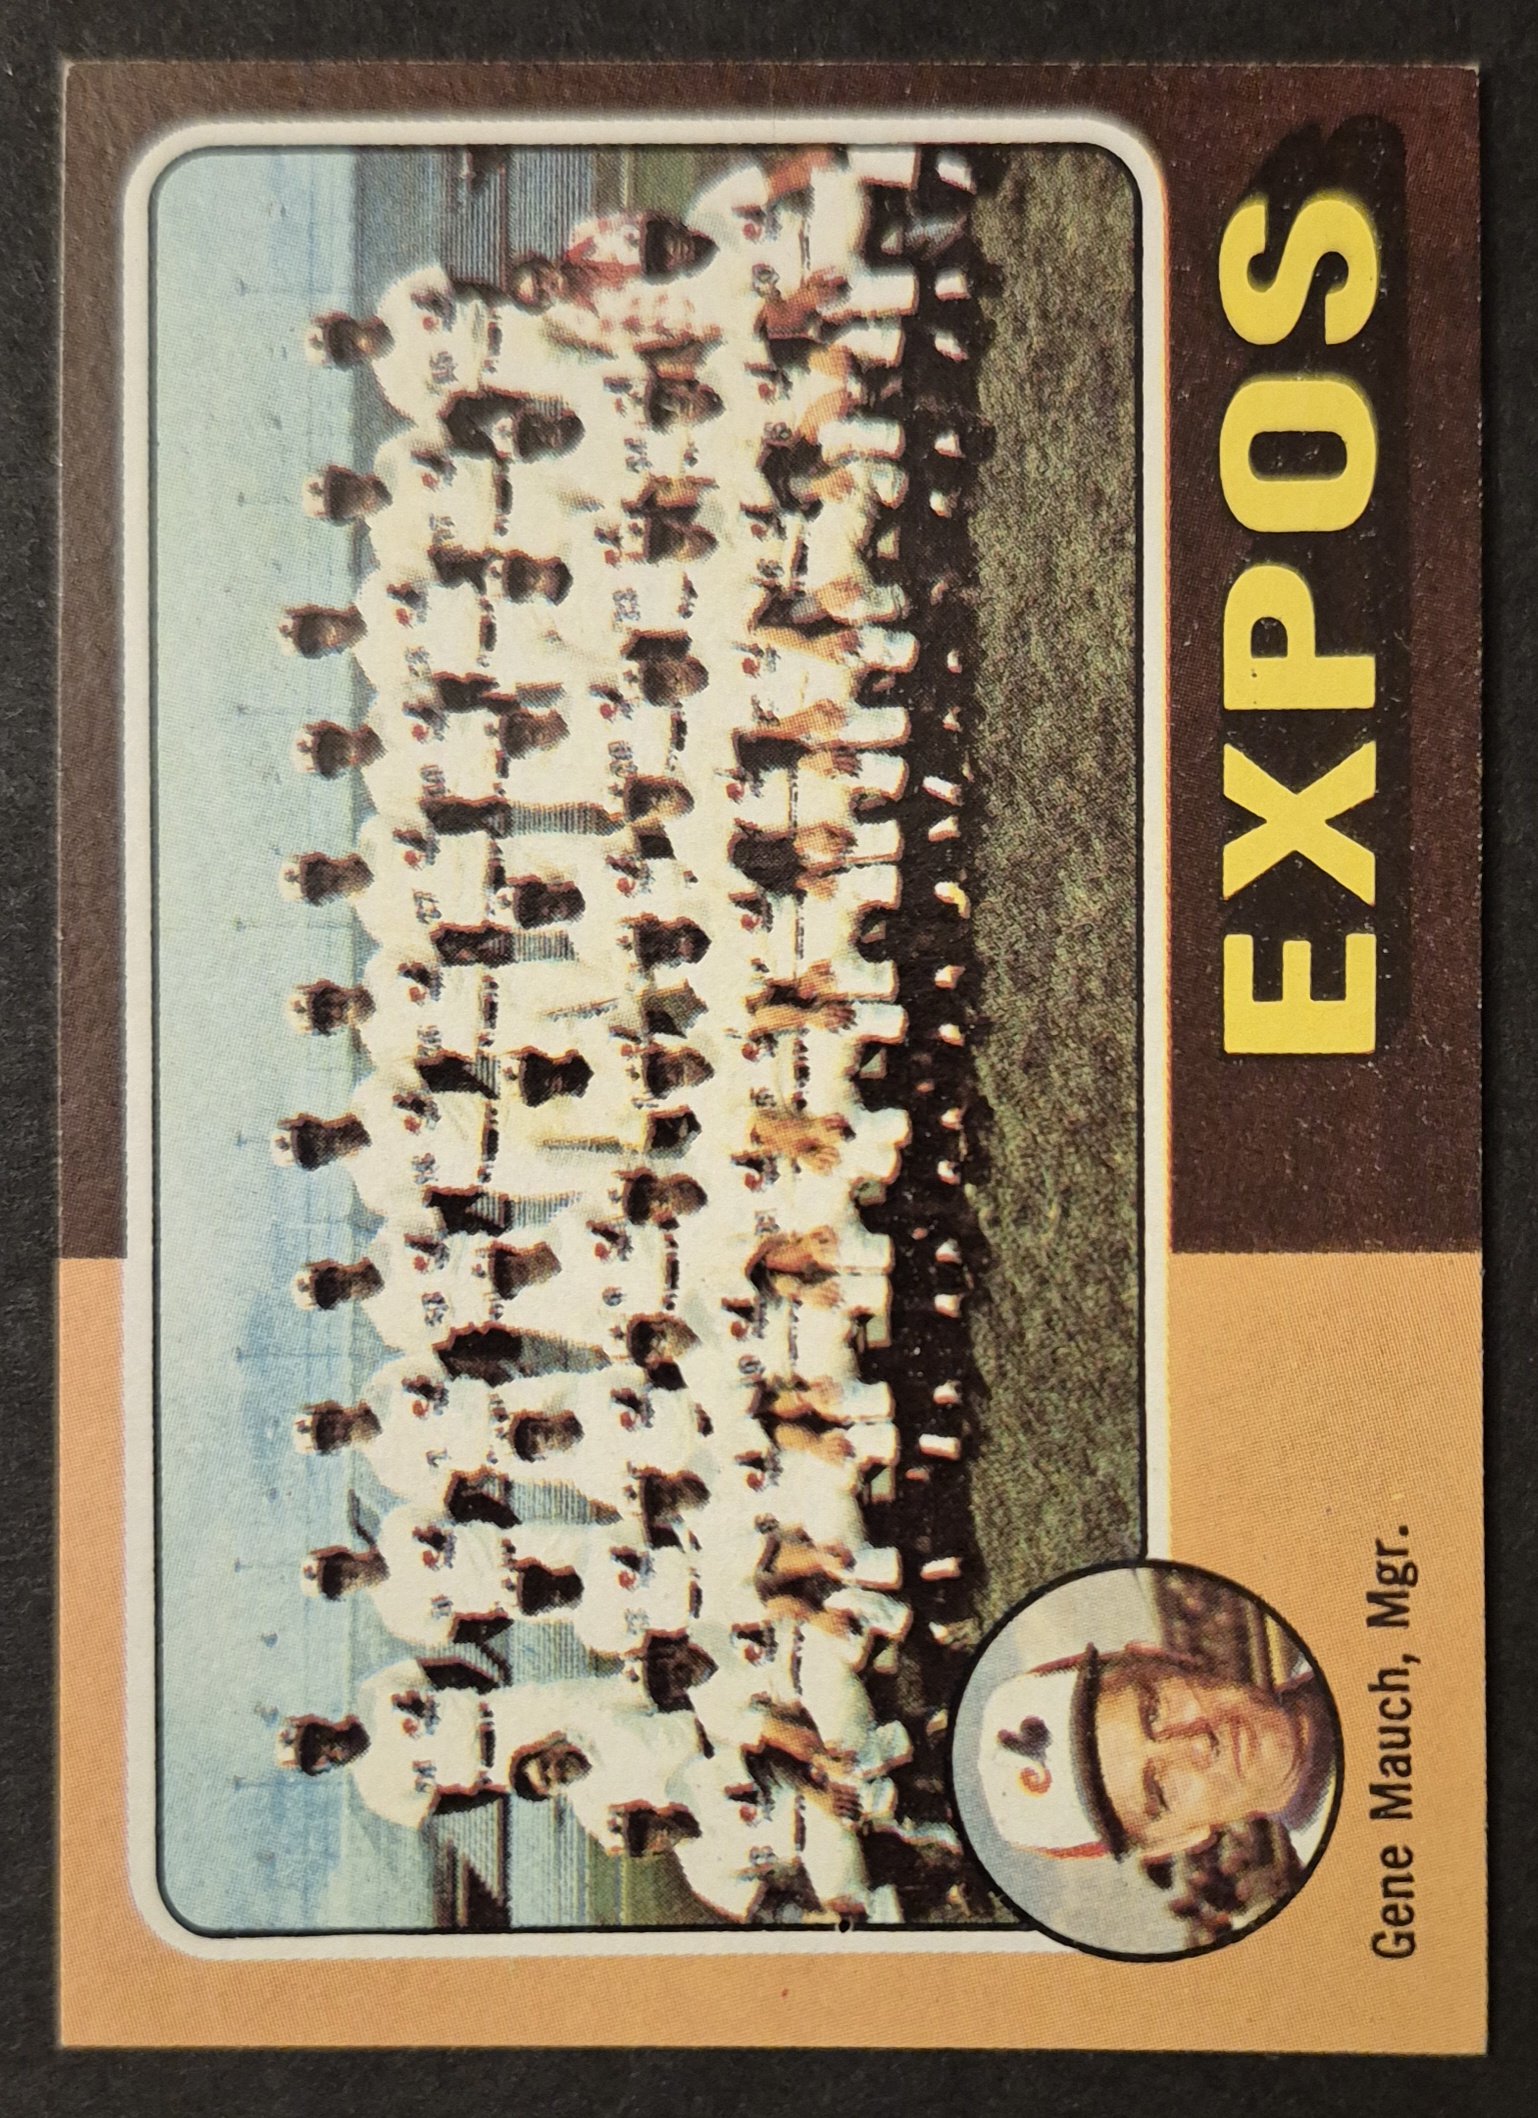 EXPOS
Gene Mauch, Mgr.